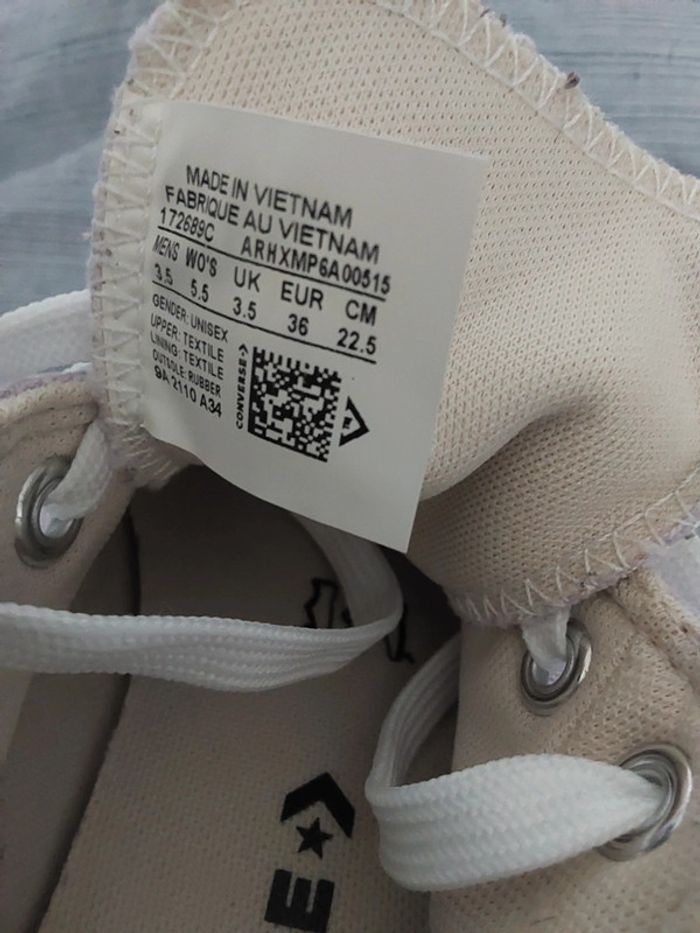 MADE IN VIETNAM
FABRIQUE AU VIETNAM
172689C ARHXMP6A00515
MENS WO'S UK EUR CM
3.5 5.5 3.5 36 22.5
GENDER: UNISEX
UPPER: TEXTILE
LINING: TEXTILE
OUTSOLE: RUBBER
9A 2110 A34
CONVERSE
E